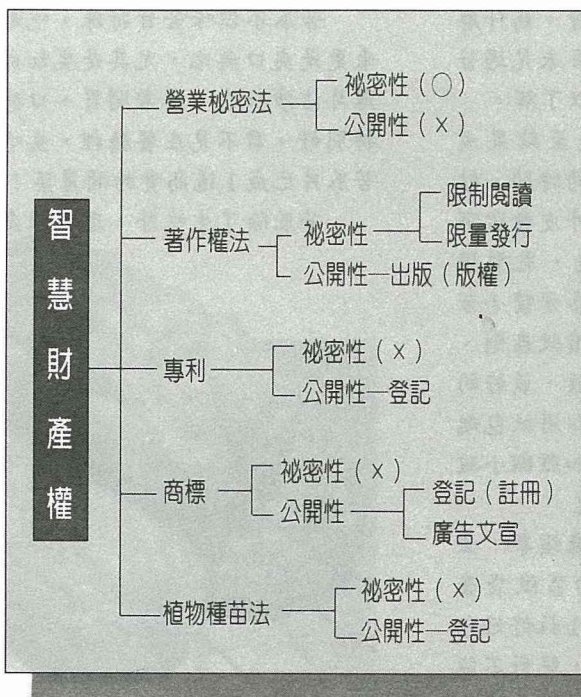 智慧財產權
營業秘密法
祕密性(○)
公開性(×)
著作權法
祕密性
限制閱讀
限量發行
公開性—出版(版權)
專利
祕密性(×)
公開性—登記
商標
祕密性(×)
公開性
登記(註冊)
廣告文宣
植物種苗法
祕密性(×)
公開性—登記